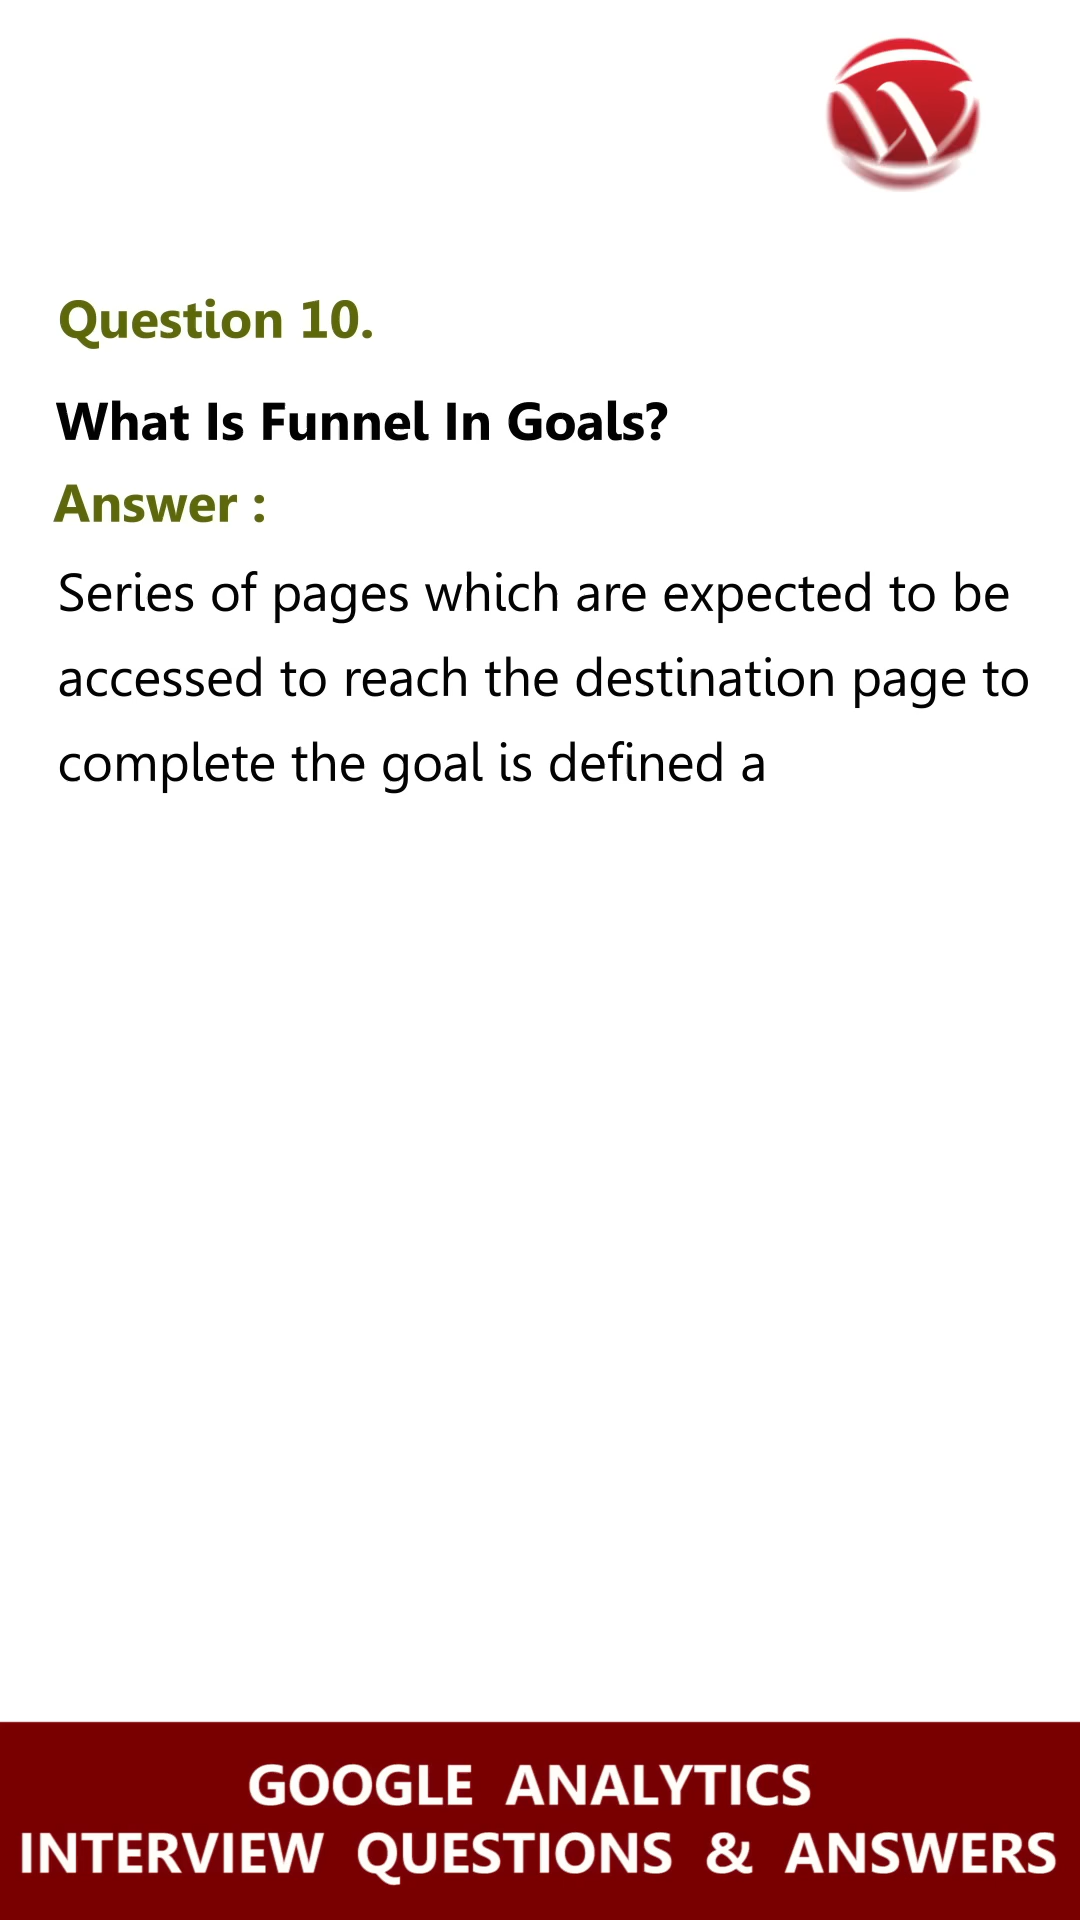 W
Question 10.
What Is Funnel In Goals?
Answer :
Series of pages which are expected to be
accessed to reach the destination page to
complete the goal is defined a
GOOGLE ANALYTICS
INTERVIEW QUESTIONS & ANSWERS